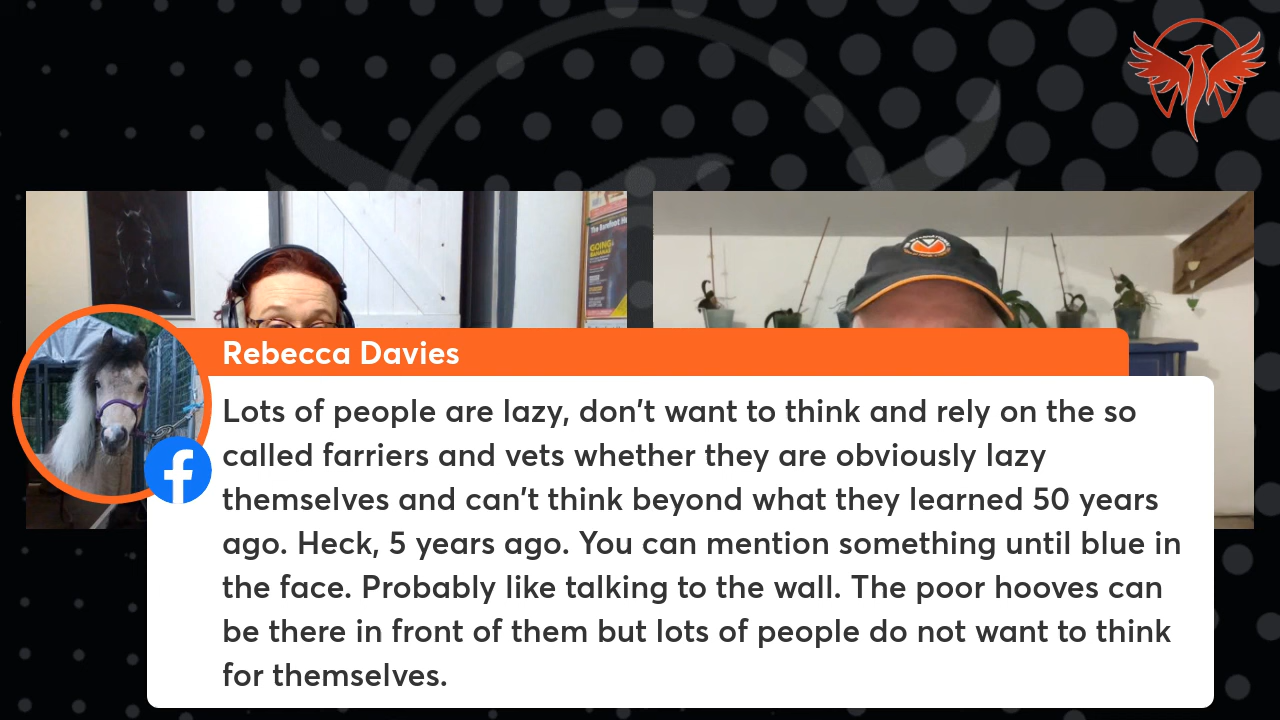 The Barefoot H
GOING
BANANAS
Rebecca Davies
Lots of people are lazy, don't want to think and rely on the so
called farriers and vets whether they are obviously lazy
themselves and can't think beyond what they learned 50 years
ago. Heck, 5 years ago. You can mention something until blue in
the face. Probably like talking to the wall. The poor hooves can
be there in front of them but lots of people do not want to think
for themselves.